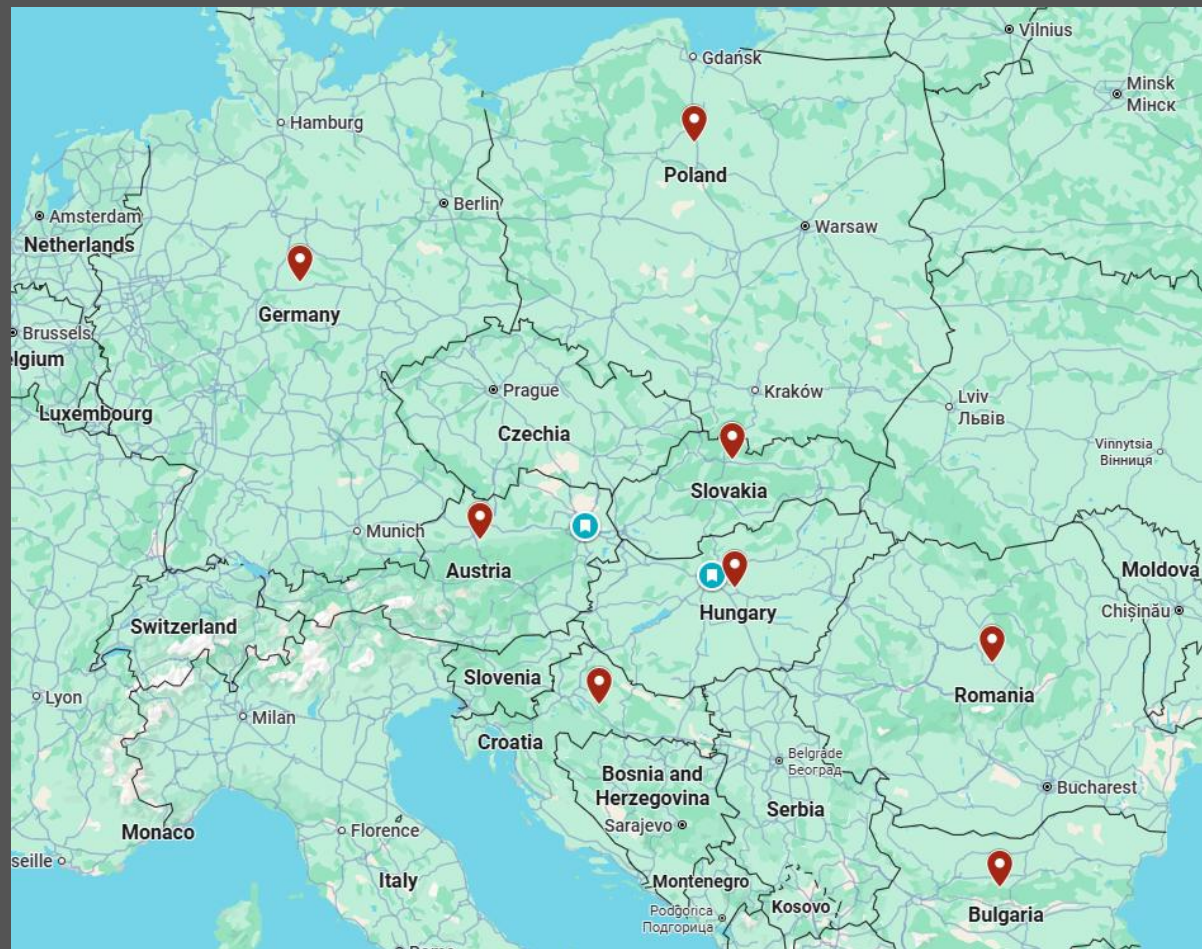 Vilnius
Gdańsk
Minsk
Мінск
Hamburg
Poland
Berlin
Amsterdam
Netherlands
Warsaw
Germany
Brussels
elgium
Prague
Kraków
Lviv
Львів
Luxembourg
Czechia
Vinnytsia
Вінниця
Slovakia
Munich
Austria
Moldova
Hungary
Chișinău
Switzerland
Slovenia
Romania
Lyon
Milan
Croatia
Belgrade
Београд
Bosnia and
Herzegovina
Bucharest
Serbia
Sarajevo
Monaco
Florence
seille
Italy
Montenegro
Kosovo
Podgorica
Подгорица
Bulgaria